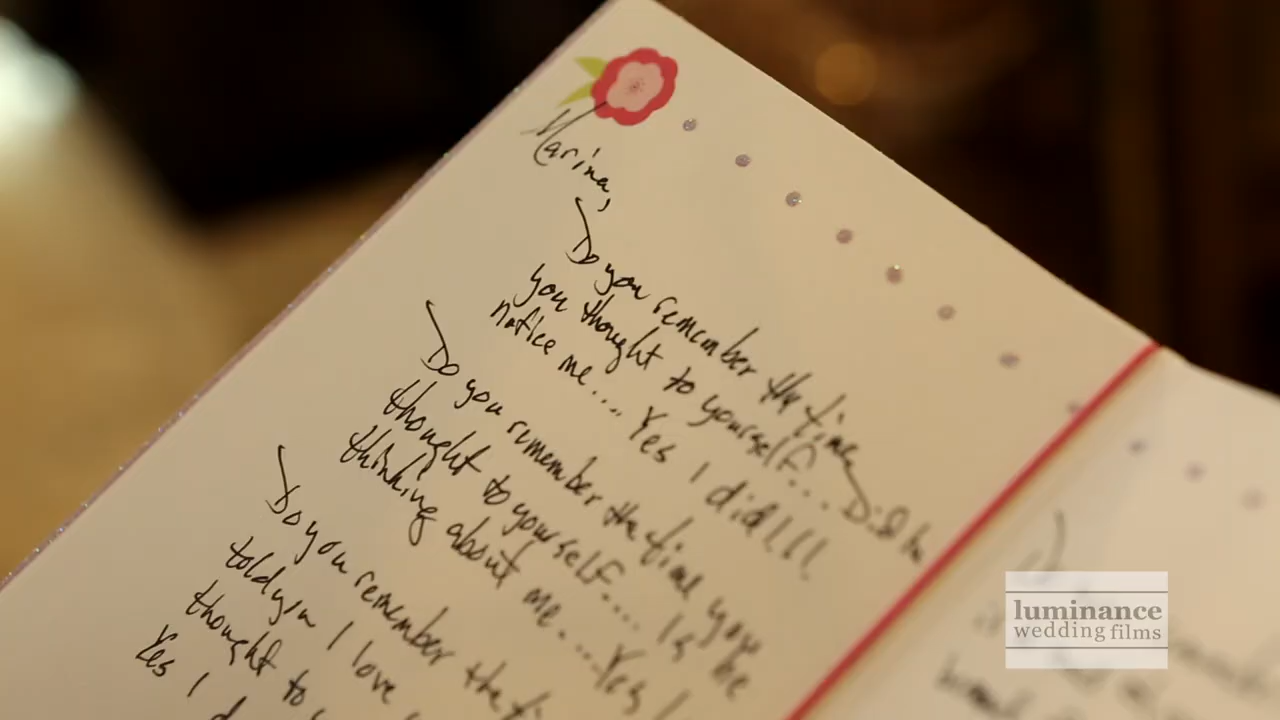 Marina,
Do you remember the time
you thought to yourself.... Did he
notice me.... Yes I did!!!
Do you remember the time you
thought to yourself.... Is he
thinking about me....Yes I
Do you remember the ti
told you I love
thought to
Yes I d
luminance
wedding films